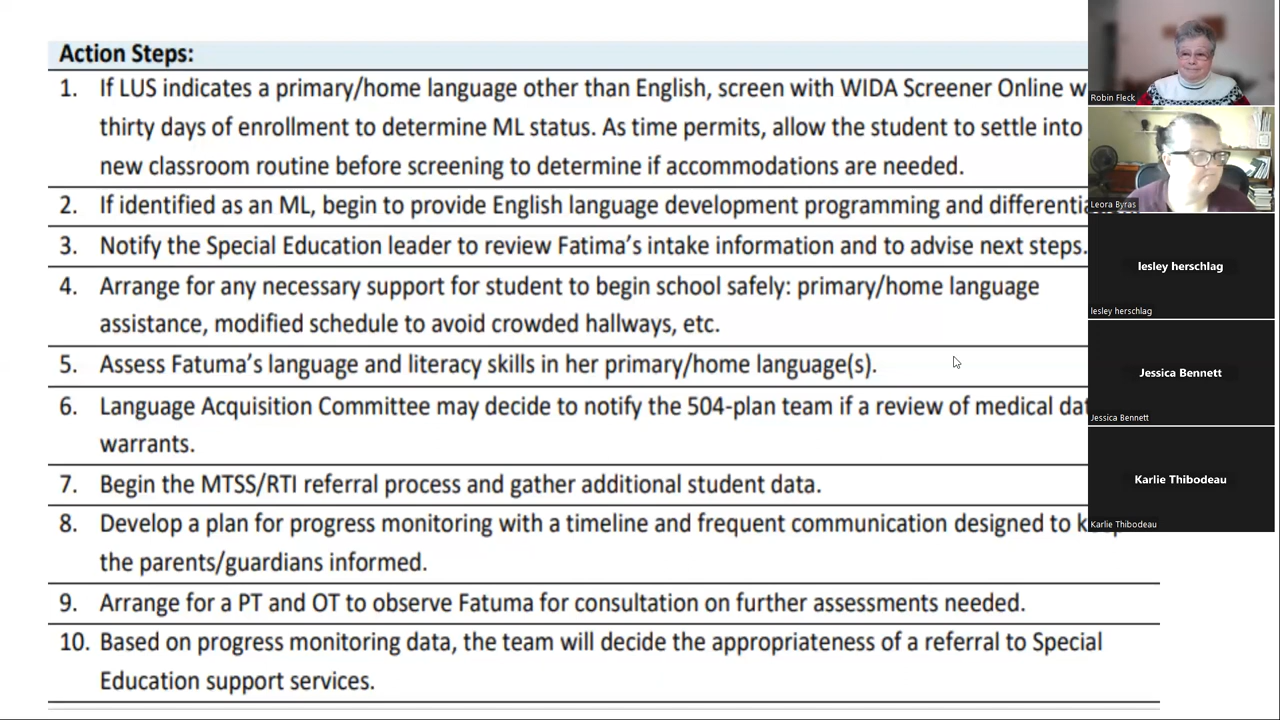 Action Steps:
1. If LUS indicates a primary/home language other than English, screen with WIDA Screener Online
thirty days of enrollment to determine ML status. As time permits, allow the student to settle into
new classroom routine before screening to determine if accommodations are needed.
2. If identified as an ML, begin to provide English language development programming and
3. Notify the Special Education leader to review Fatima's intake information and to advise next steps.
4. Arrange for any necessary support for student to begin school safely: primary/home language
assistance, modified schedule to avoid crowded hallways, etc.
5. Assess Fatuma's language and literacy skills in her primary/home language(s).
6. Language Acquisition Committee may decide to notify the 504-plan team if a review of medical
warrants.
7. Begin the MTSS/RTI referral process and gather additional student data.
8. Develop a plan for progress monitoring with a timeline and frequent communication designed to
the parents/guardians informed.
9. Arrange for a PT and OT to observe Fatuma for consultation on further assessments needed.
10. Based on progress monitoring data, the team will decide the appropriateness of a referral to Special
Education support services.
Robin Fleck
Leora Byras
lesley herschlag
lesley herschlag
Jessica Bennett
Jessica Bennett
Karlie Thibodeau
Karlie Thibodeau